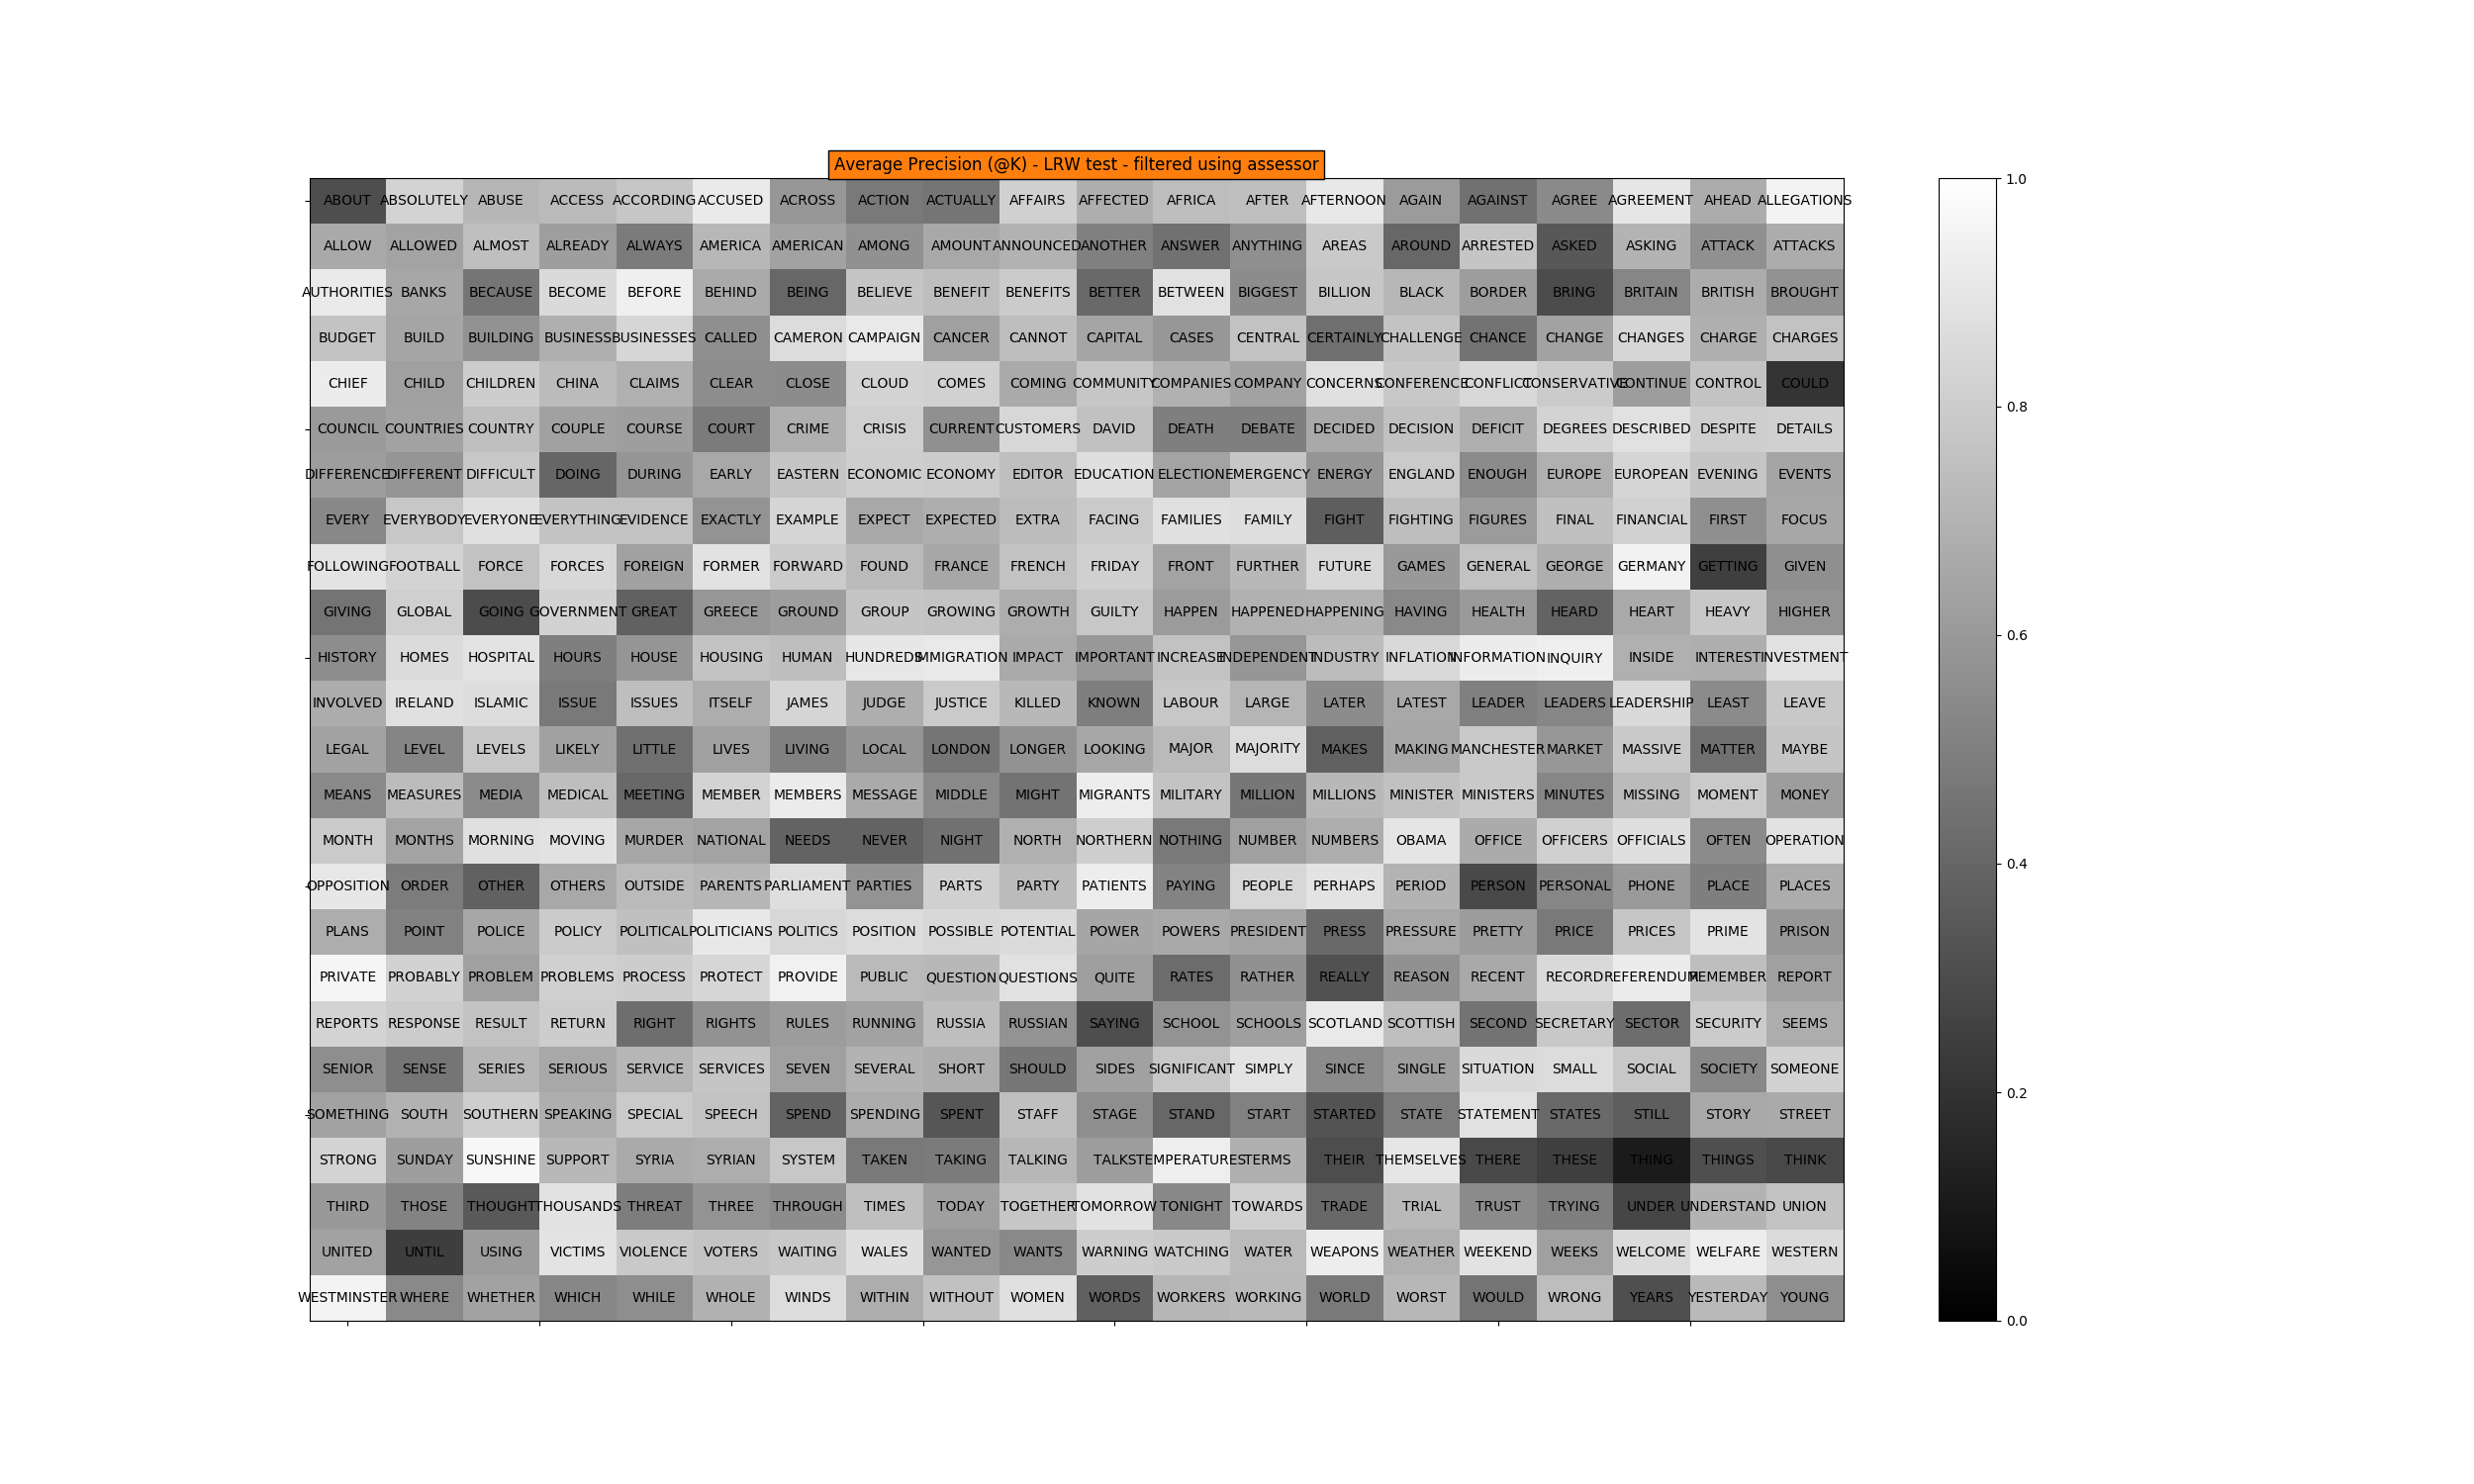 Average Precision (@K) - LRW test - filtered using assessor
ABOUT ABSOLUTELY ABUSE ACCESS ACCORDING ACCUSED ACROSS ACTION ACTUALLY AFFAIRS AFFECTED AFRICA AFTER AFTERNOON AGAIN AGAINST AGREE AGREEMENT AHEAD ALLEGATIONS 1.0
ALLOW ALLOWED ALMOST ALREADY ALWAYS AMERICA AMERICAN AMONG AMOUNT ANNOUNCED ANOTHER ANSWER ANYTHING AREAS AROUND ARRESTED ASKED ASKING ATTACK ATTACKS
AUTHORITIES BANKS BECAUSE BECOME BEFORE BEHIND BEING BELIEVE BENEFIT BENEFITS BETTER BETWEEN BIGGEST BILLION BLACK BORDER BRING BRITAIN BRITISH BROUGHT
BUDGET BUILD BUILDING BUSINESS BUSINESSES CALLED CAMERON CAMPAIGN CANCER CANNOT CAPITAL CASES CENTRAL CERTAINLY CHALLENGE CHANCE CHANGE CHANGES CHARGE CHARGES
CHIEF CHILD CHILDREN CHINA CLAIMS CLEAR CLOSE CLOUD COMES COMING COMMUNITY COMPANIES COMPANY CONCERNS CONFERENCE CONFLICT CONSERVATIVE CONTINUE CONTROL COULD 0.8
COUNCIL COUNTRIES COUNTRY COUPLE COURSE COURT CRIME CRISIS CURRENT CUSTOMERS DAVID DEATH DEBATE DECIDED DECISION DEFICIT DEGREES DESCRIBED DESPITE DETAILS
DIFFERENCE DIFFERENT DIFFICULT DOING DURING EARLY EASTERN ECONOMIC ECONOMY EDITOR EDUCATION ELECTION EMERGENCY ENERGY ENGLAND ENOUGH EUROPE EUROPEAN EVENING EVENTS
EVERY EVERYBODY EVERYONE EVERYTHING EVIDENCE EXACTLY EXAMPLE EXPECT EXPECTED EXTRA FACING FAMILIES FAMILY FIGHT FIGHTING FIGURES FINAL FINANCIAL FIRST FOCUS
FOLLOWING FOOTBALL FORCE FORCES FOREIGN FORMER FORWARD FOUND FRANCE FRENCH FRIDAY FRONT FURTHER FUTURE GAMES GENERAL GEORGE GERMANY GETTING GIVEN
GIVING GLOBAL GOING GOVERNMENT GREAT GREECE GROUND GROUP GROWING GROWTH GUILTY HAPPEN HAPPENED HAPPENING HAVING HEALTH HEARD HEART HEAVY HIGHER 0.6
HISTORY HOMES HOSPITAL HOURS HOUSE HOUSING HUMAN HUNDREDS IMMIGRATION IMPACT IMPORTANT INCREASE INDEPENDENT INDUSTRY INFLATION INFORMATION INQUIRY INSIDE INTEREST INVESTMENT
INVOLVED IRELAND ISLAMIC ISSUE ISSUES ITSELF JAMES JUDGE JUSTICE KILLED KNOWN LABOUR LARGE LATER LATEST LEADER LEADERS LEADERSHIP LEAST LEAVE
LEGAL LEVEL LEVELS LIKELY LITTLE LIVES LIVING LOCAL LONDON LONGER LOOKING MAJOR MAJORITY MAKES MAKING MANCHESTER MARKET MASSIVE MATTER MAYBE
MEANS MEASURES MEDIA MEDICAL MEETING MEMBER MEMBERS MESSAGE MIDDLE MIGHT MIGRANTS MILITARY MILLION MILLIONS MINISTER MINISTERS MINUTES MISSING MOMENT MONEY
MONTH MONTHS MORNING MOVING MURDER NATIONAL NEEDS NEVER NIGHT NORTH NORTHERN NOTHING NUMBER NUMBERS OBAMA OFFICE OFFICERS OFFICIALS OFTEN OPERATION 0.4
OPPOSITION ORDER OTHER OTHERS OUTSIDE PARENTS PARLIAMENT PARTIES PARTS PARTY PATIENTS PAYING PEOPLE PERHAPS PERIOD PERSON PERSONAL PHONE PLACE PLACES
PLANS POINT POLICE POLICY POLITICAL POLITICIANS POLITICS POSITION POSSIBLE POTENTIAL POWER POWERS PRESIDENT PRESS PRESSURE PRETTY PRICE PRICES PRIME PRISON
PRIVATE PROBABLY PROBLEM PROBLEMS PROCESS PROTECT PROVIDE PUBLIC QUESTION QUESTIONS QUITE RATES RATHER REALLY REASON RECENT RECORD REFERENDUM REMEMBER REPORT
REPORTS RESPONSE RESULT RETURN RIGHT RIGHTS RULES RUNNING RUSSIA RUSSIAN SAYING SCHOOL SCHOOLS SCOTLAND SCOTTISH SECOND SECRETARY SECTOR SECURITY SEEMS
SENIOR SENSE SERIES SERIOUS SERVICE SERVICES SEVEN SEVERAL SHORT SHOULD SIDES SIGNIFICANT SIMPLY SINCE SINGLE SITUATION SMALL SOCIAL SOCIETY SOMEONE 0.2
SOMETHING SOUTH SOUTHERN SPEAKING SPECIAL SPEECH SPEND SPENDING SPENT STAFF STAGE STAND START STARTED STATE STATEMENT STATES STILL STORY STREET
STRONG SUNDAY SUNSHINE SUPPORT SYRIA SYRIAN SYSTEM TAKEN TAKING TALKING TALKS TEMPERATURES TERMS THEIR THEMSELVES THERE THESE THING THINGS THINK
THIRD THOSE THOUGHT THOUSANDS THREAT THREE THROUGH TIMES TODAY TOGETHER TOMORROW TONIGHT TOWARDS TRADE TRIAL TRUST TRYING UNDER UNDERSTAND UNION
UNITED UNTIL USING VICTIMS VIOLENCE VOTERS WAITING WALES WANTED WANTS WARNING WATCHING WATER WEAPONS WEATHER WEEKEND WEEKS WELCOME WELFARE WESTERN
WESTMINSTER WHERE WHETHER WHICH WHILE WHOLE WINDS WITHIN WITHOUT WOMEN WORDS WORKERS WORKING WORLD WORST WOULD WRONG YEARS YESTERDAY YOUNG 0.0